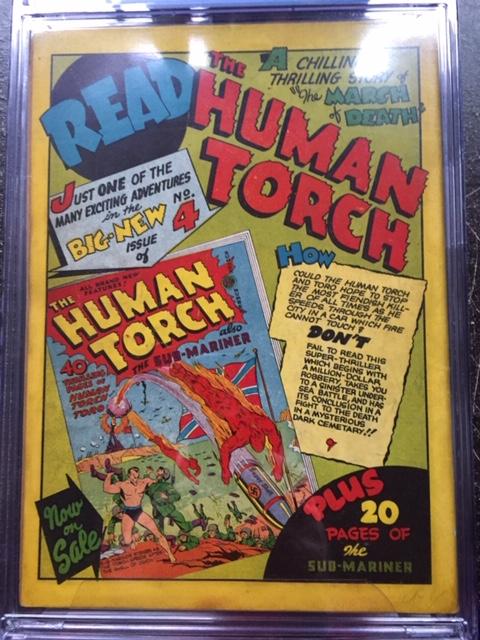 READ
THE
HUMAN
TORCH
A CHILLING
THRILLING STORY of
"The MARCH
of DEATH"
JUST ONE OF THE
MANY EXCITING ADVENTURES
in the
BIG-NEW No. 4
ISSUE
of
ALL BRAND NEW
FEATURES!
THE
HUMAN
TORCH
also
THE SUB-MARINER
40
THRILLING
PAGES OF
HUMAN
TORCH
TORO
Now
on
Sale
HOW
COULD THE HUMAN TORCH
AND TORO HOPE TO STOP
THE MOST FIENDISH KILL-
ER OF ALL TIMES AS HE
SPEEDS THROUGH THE
CITY IN A CAR WHICH FIRE
CANNOT TOUCH?
DON'T
FAIL TO READ THIS
SUPER-THRILLER
WHICH BEGINS WITH
A MILLION-DOLLAR
ROBBERY, TAKES YOU
TO A SINISTER UNDER-
SEA BATTLE, AND HAS
ITS CONCLUSION IN A
FIGHT TO THE DEATH
IN A MYSTERIOUS
DARK CEMETARY!!
PLUS
20
PAGES OF
The
SUB-MARINER